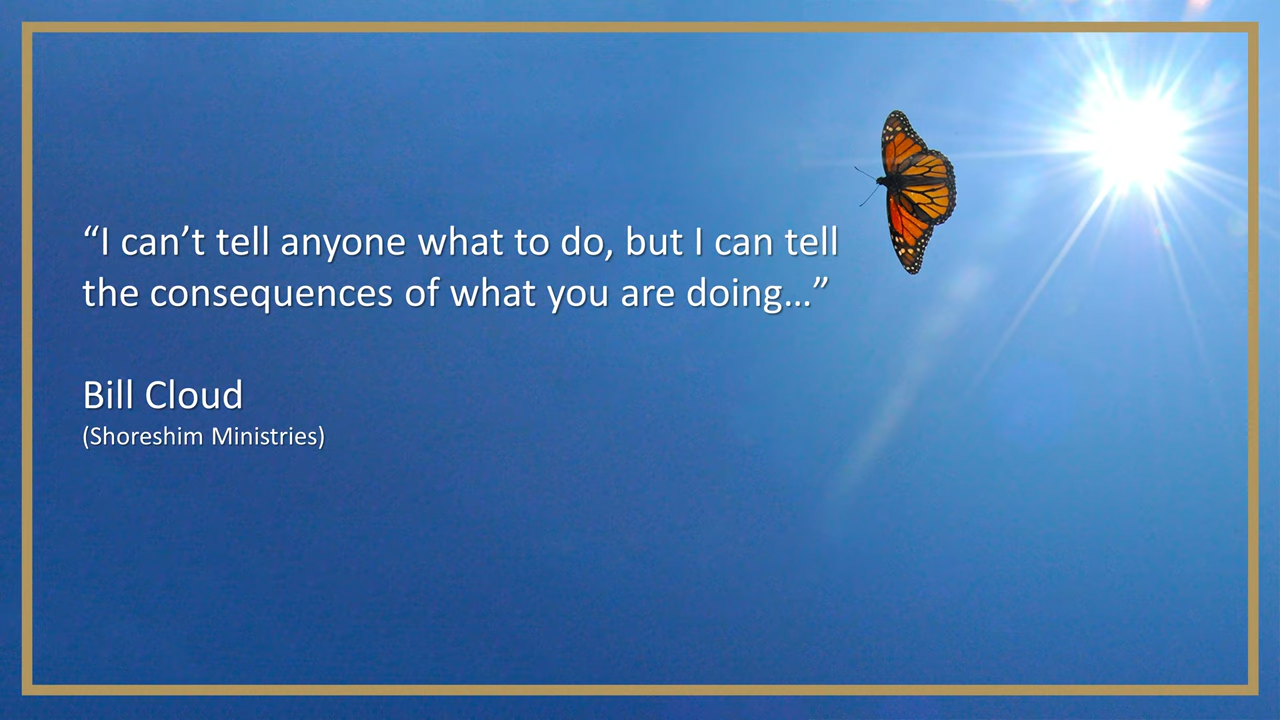 “I can’t tell anyone what to do, but I can tell
the consequences of what you are doing…”
Bill Cloud
(Shoreshim Ministries)